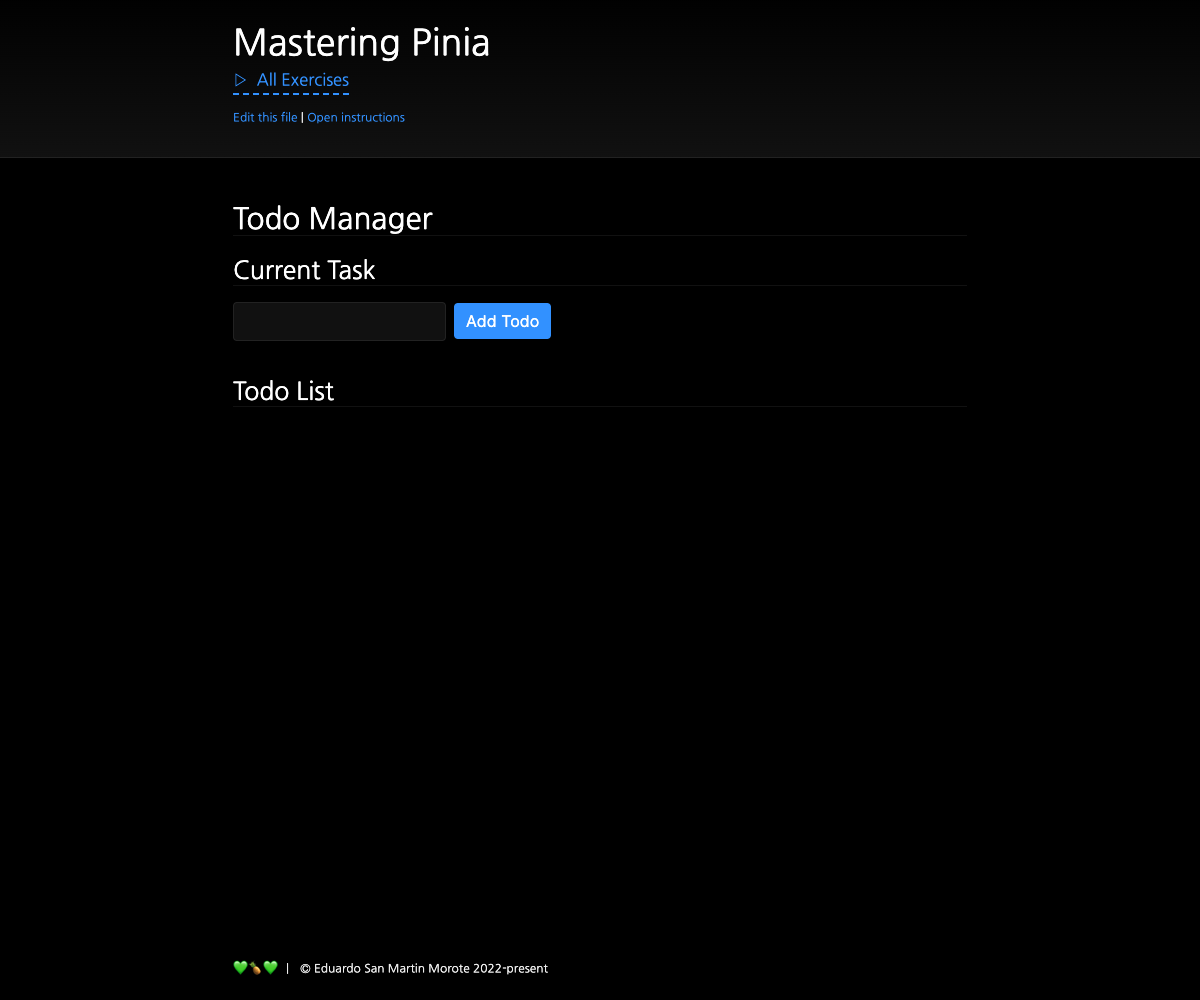 Mastering Pinia
▷ All Exercises
Edit this file | Open instructions
Todo Manager
Current Task
Add Todo
Todo List
💚🍍💚 | © Eduardo San Martin Morote 2022-present